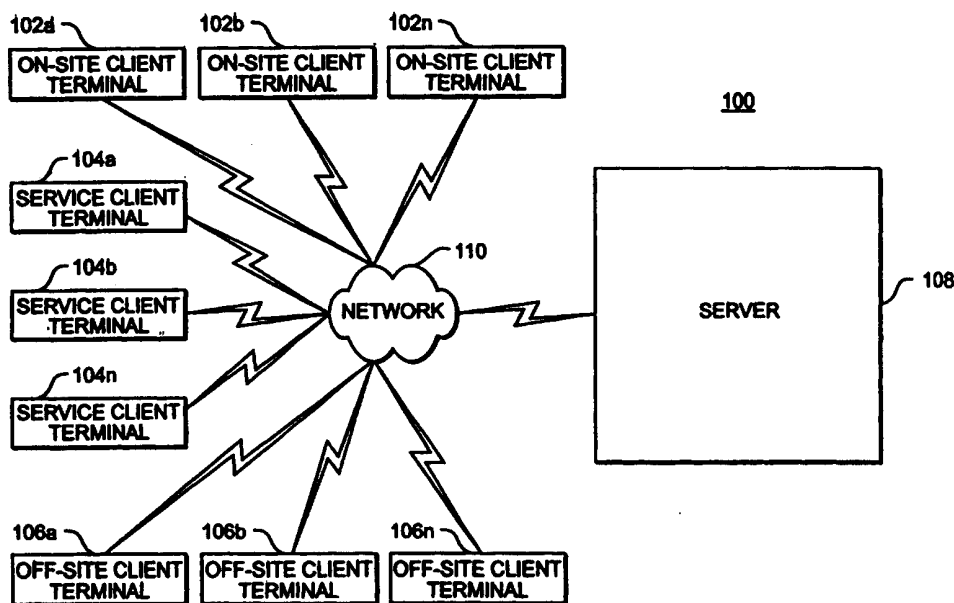 102a
102b
102n
ON-SITE CLIENT
TERMINAL
ON-SITE CLIENT
TERMINAL
ON-SITE CLIENT
TERMINAL
100
104a
SERVICE CLIENT
TERMINAL
104b
SERVICE CLIENT
TERMINAL
104n
SERVICE CLIENT
TERMINAL
110
NETWORK
SERVER
108
106a
106b
106n
OFF-SITE CLIENT
TERMINAL
OFF-SITE CLIENT
TERMINAL
OFF-SITE CLIENT
TERMINAL